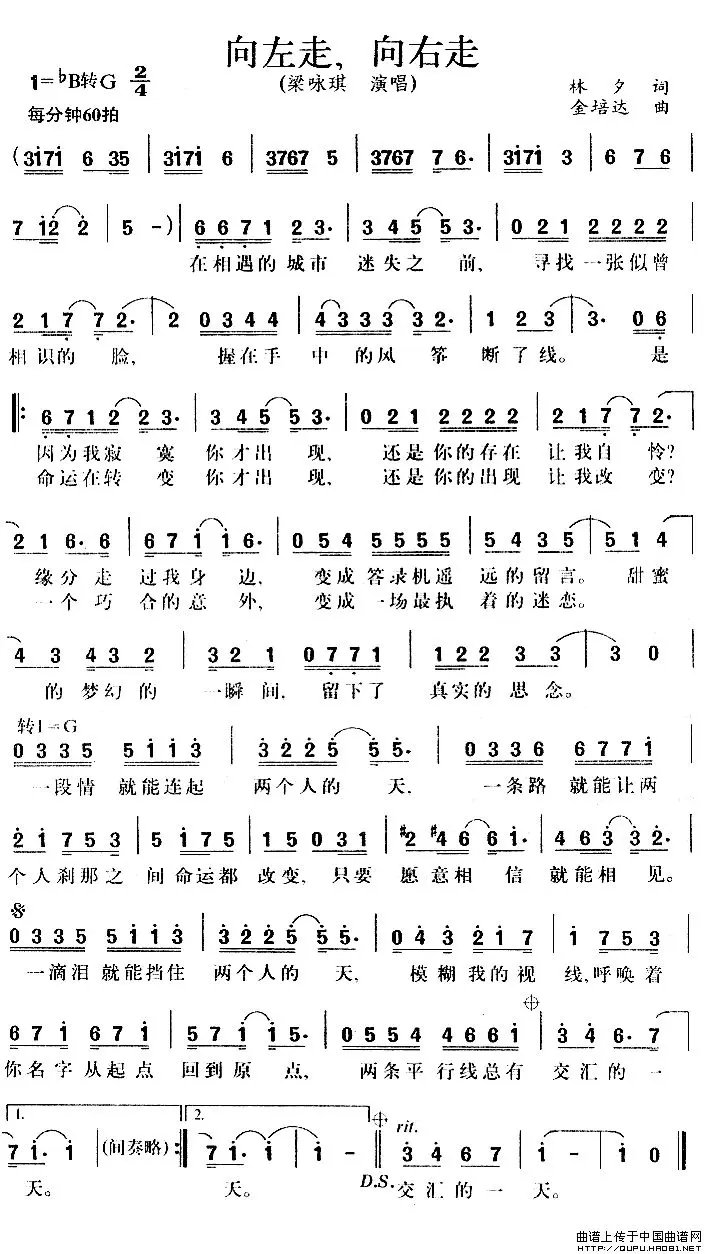 向左走，向右走
1=♭B转G 2/4
(梁咏琪 演唱)
林夕 词
每分钟60拍
金培达 曲
(3171 6 35 | 3171 6 | 3767 5 | 3767 7 6· | 3171 3 | 6 7 6 |
7 12 2 | 5 -) | 6 6 7 1 2 3· | 3 4 5 5 3· | 0 2 1 2 2 2 2 |
在相遇的城市 迷失之前, 寻找一张似曾
2 1 7 7 2· | 2 0 3 4 4 | 4 3 3 3 3 2· | 1 2 3 | 3· 0 6 |
相识的 脸, 握在手 中 的风 筝 断了线。 是
6 7 1 2 2 3· | 3 4 5 5 3· | 0 2 1 2 2 2 2 | 2 1 7 7 2· |
因为我寂 寞 你才出 现, 还是你的存在 让我自 怜?
命运在转 变 你才出 现, 还是你的出现 让我改 变?
2 1 6· 6· | 6 7 1 1 6· | 0 5 4 5 5 5 5 | 5 4 3 5 | 5 1 4 |
缘分走 过我身 边, 变成答录机遥 远的留言。 甜蜜
一个巧 合的意 外, 变成一场最执 着的迷恋。
4 3 4 3 2 | 3 2 1 0 7 7 1 | 1 2 2 3 3 | 3 0 |
的梦幻的 一瞬间, 留下了 真实的思念。
转1=G
0 3 3 5 5 1 1 3 | 3 2 2 5 5 5· | 0 3 3 6 6 7 7 1 |
一段情 就能连起 两个人的 天, 一条路 就能让两
2 1 7 5 3 | 5 1 7 5 | 1 5 0 3 1 | #2 #4 6 6 1· | 4 6 3 3 2· |
个人刹那之 间命运都 改变, 只要 愿意相 信 就能相 见。
𝄋
0 3 3 5 5 1 1 3 | 3 2 2 5 5 5· | 0 4 3 2 1 7 | 1 7 5 3 |
一滴泪 就能挡住 两个人的 天, 模糊我的视 线,呼唤着
𝄌
6 7 1 6 7 1 | 5 7 1 1 5· | 0 5 5 4 4 6 6 1 | 3 4 6· 7 |
你名字从起点 回到原 点, 两条平行线总有 交汇的一
1. 2. 𝄌 rit.
7 1· 1 (间奏略) :‖ 7 1· 1 | 1 - ‖ 3 4 6 7 | 1 - | 1 0 ‖
天。 天。 D.S. 交汇的一 天。
曲谱上传于中国曲谱网
HTTP://QUPU.HAO81.NET